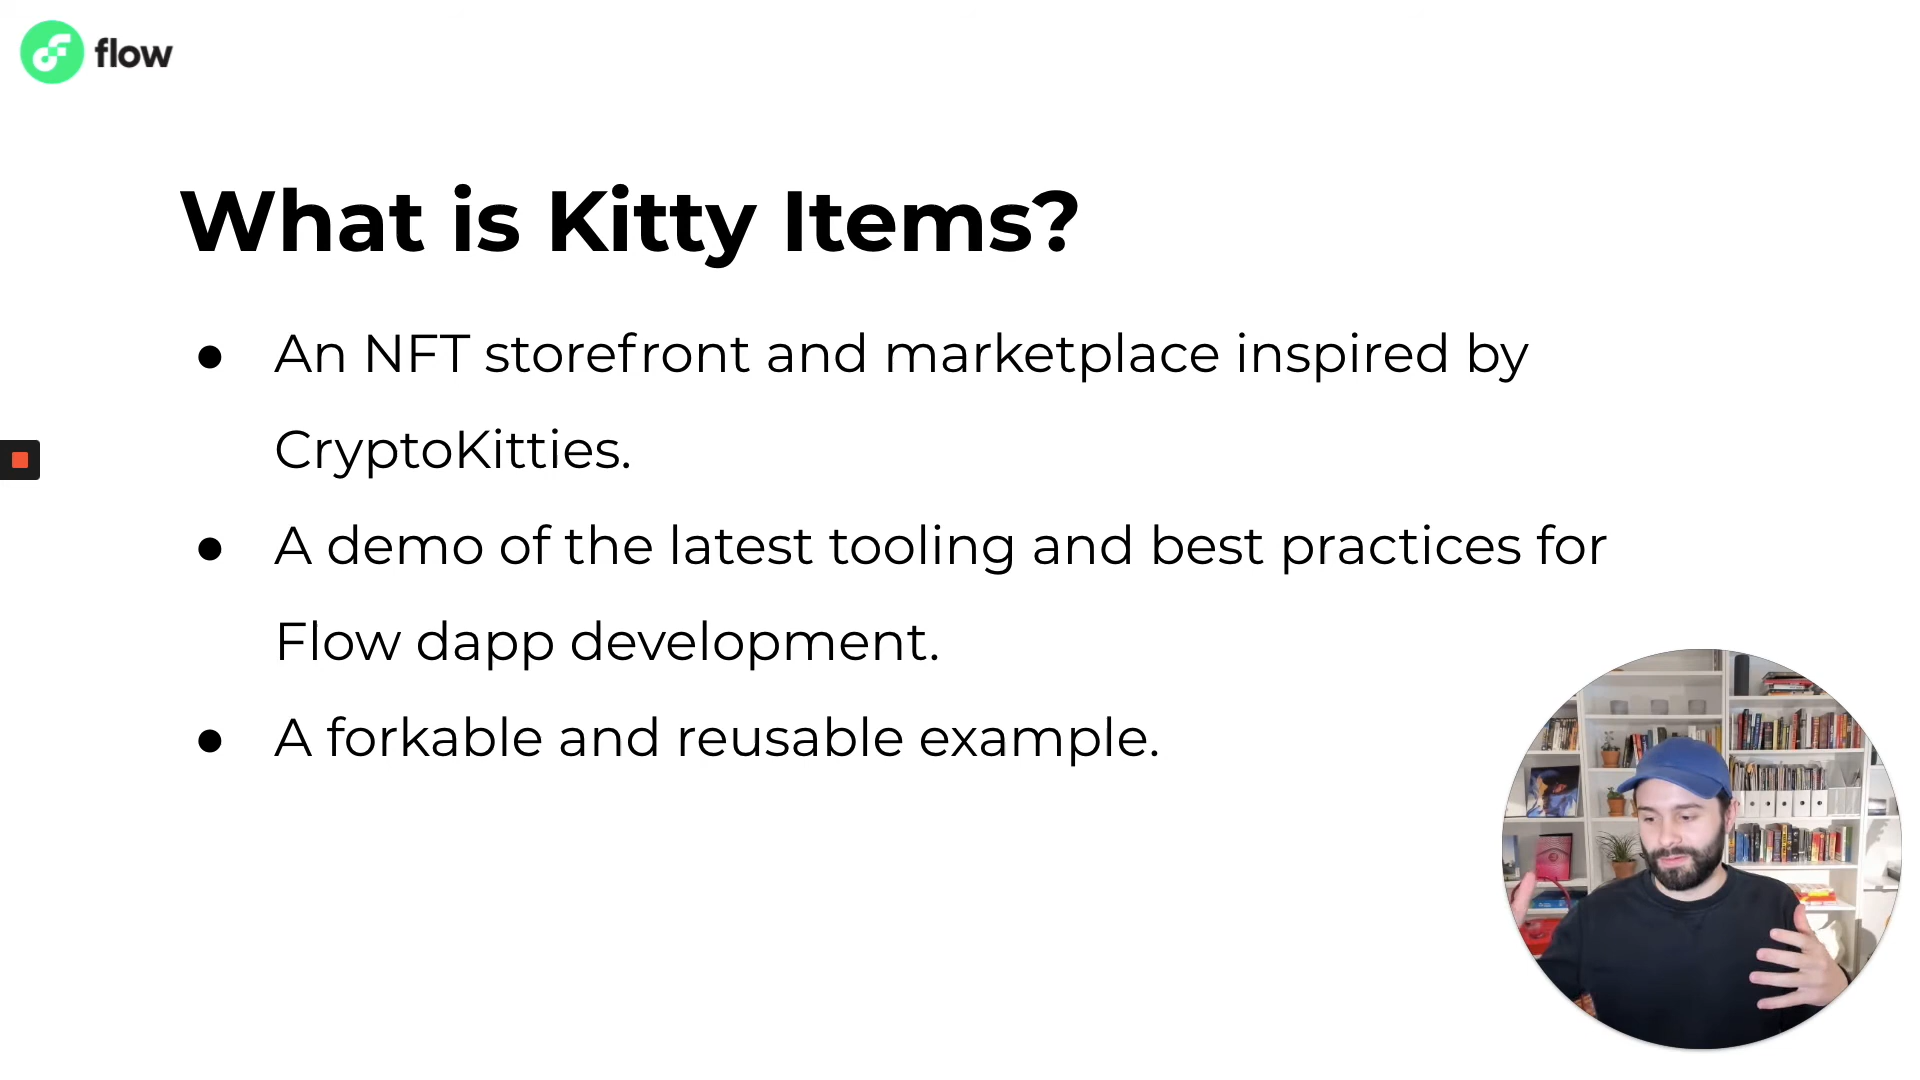 flow
What is Kitty Items?
● An NFT storefront and marketplace inspired by
CryptoKitties.
● A demo of the latest tooling and best practices for
Flow dapp development.
● A forkable and reusable example.